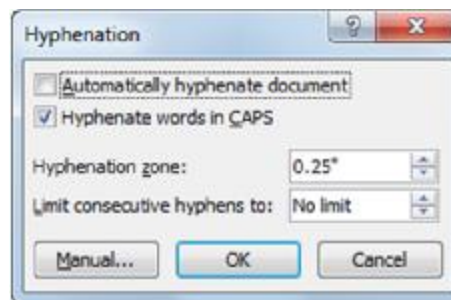 Hyphenation
Automatically hyphenate document
Hyphenate words in CAPS
Hyphenation zone: 0.25"
Limit consecutive hyphens to: No limit
Manual... OK Cancel